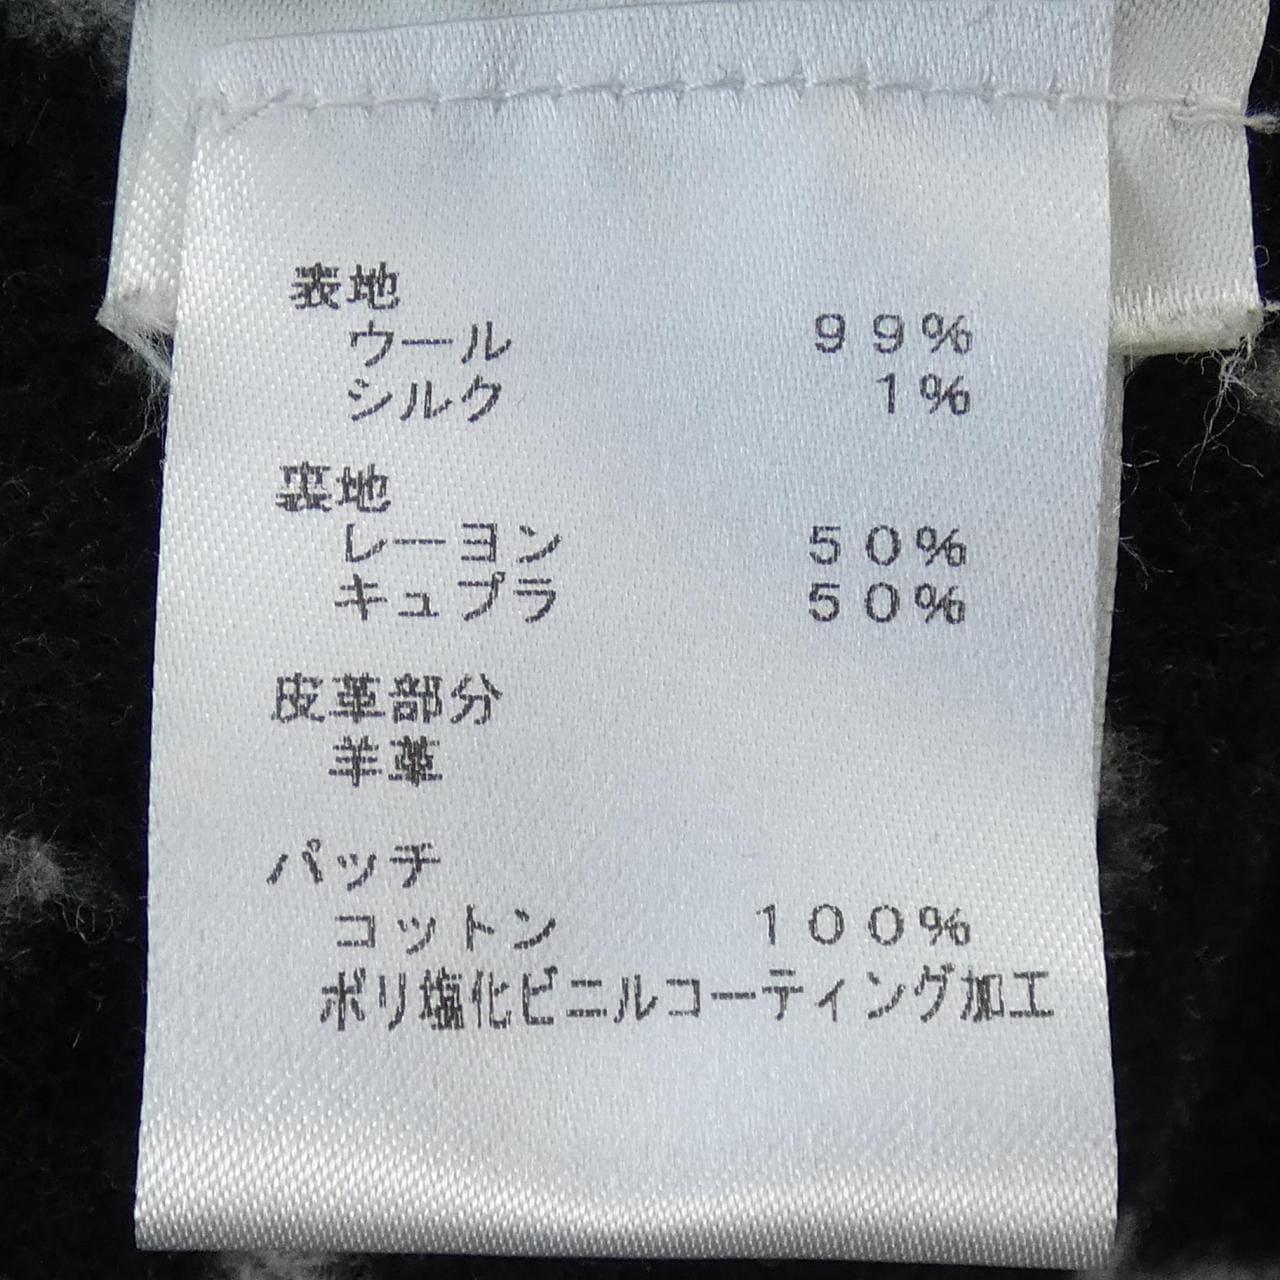 表地
ウール 99%
シルク 1%
裏地
レーヨン 50%
キュプラ 50%
皮革部分
羊革
パッチ
コットン 100%
ポリ塩化ビニルコーティング加工